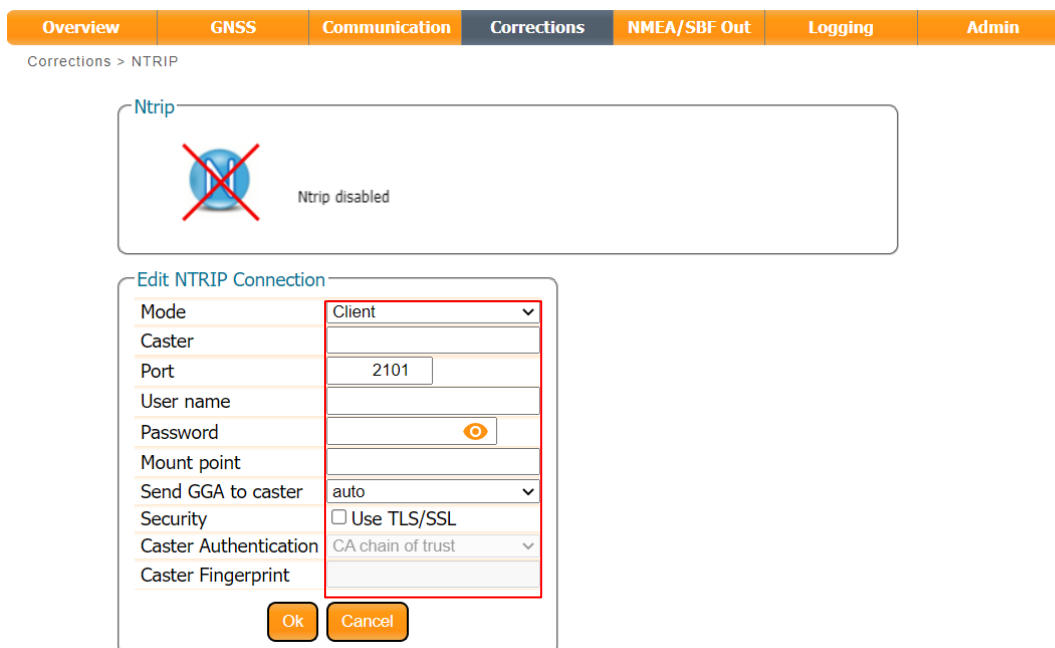 Overview GNSS Communication Corrections NMEA/SBF Out Logging Admin
Corrections > NTRIP
Ntrip
N
Ntrip disabled
Edit NTRIP Connection
Mode Client
Caster
Port 2101
User name
Password
Mount point
Send GGA to caster auto
Security Use TLS/SSL
Caster Authentication CA chain of trust
Caster Fingerprint
Ok Cancel